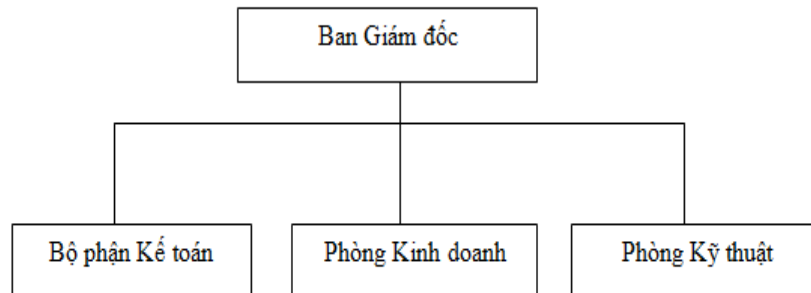 Ban Giám đốc
Bộ phận Kế toán
Phòng Kinh doanh
Phòng Kỹ thuật